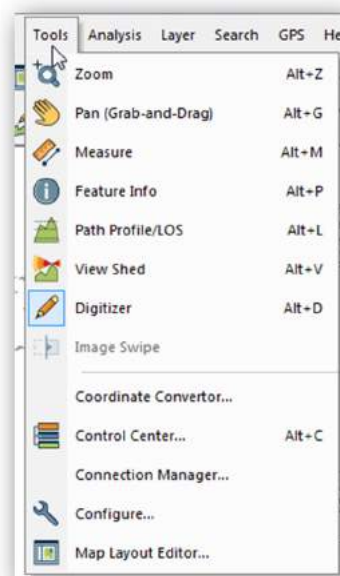 Tools Analysis Layer Search GPS He
Zoom Alt+Z
Pan (Grab-and-Drag) Alt+G
Measure Alt+M
Feature Info Alt+P
Path Profile/LOS Alt+L
View Shed Alt+V
Digitizer Alt+D
Image Swipe
Coordinate Convertor...
Control Center... Alt+C
Connection Manager...
Configure...
Map Layout Editor...